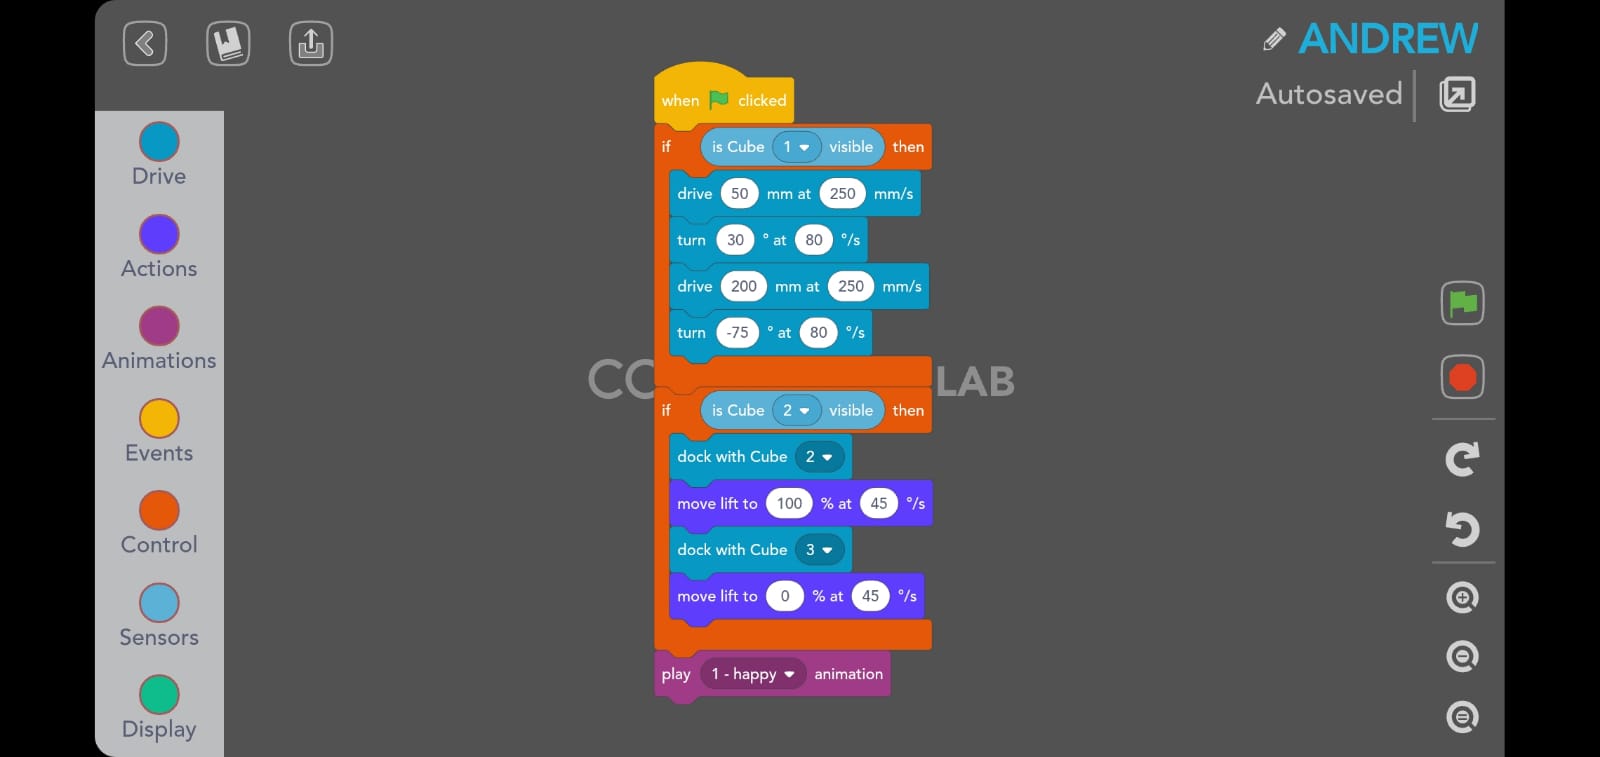 ANDREW
Autosaved
Drive
Actions
Animations
Events
Control
Sensors
Display
when clicked
if is Cube 1 visible then
drive 50 mm at 250 mm/s
turn 30 ° at 80 °/s
drive 200 mm at 250 mm/s
turn -75 ° at 80 °/s
if is Cube 2 visible then
dock with Cube 2
move lift to 100 % at 45 °/s
dock with Cube 3
move lift to 0 % at 45 °/s
play 1 - happy animation
LAB